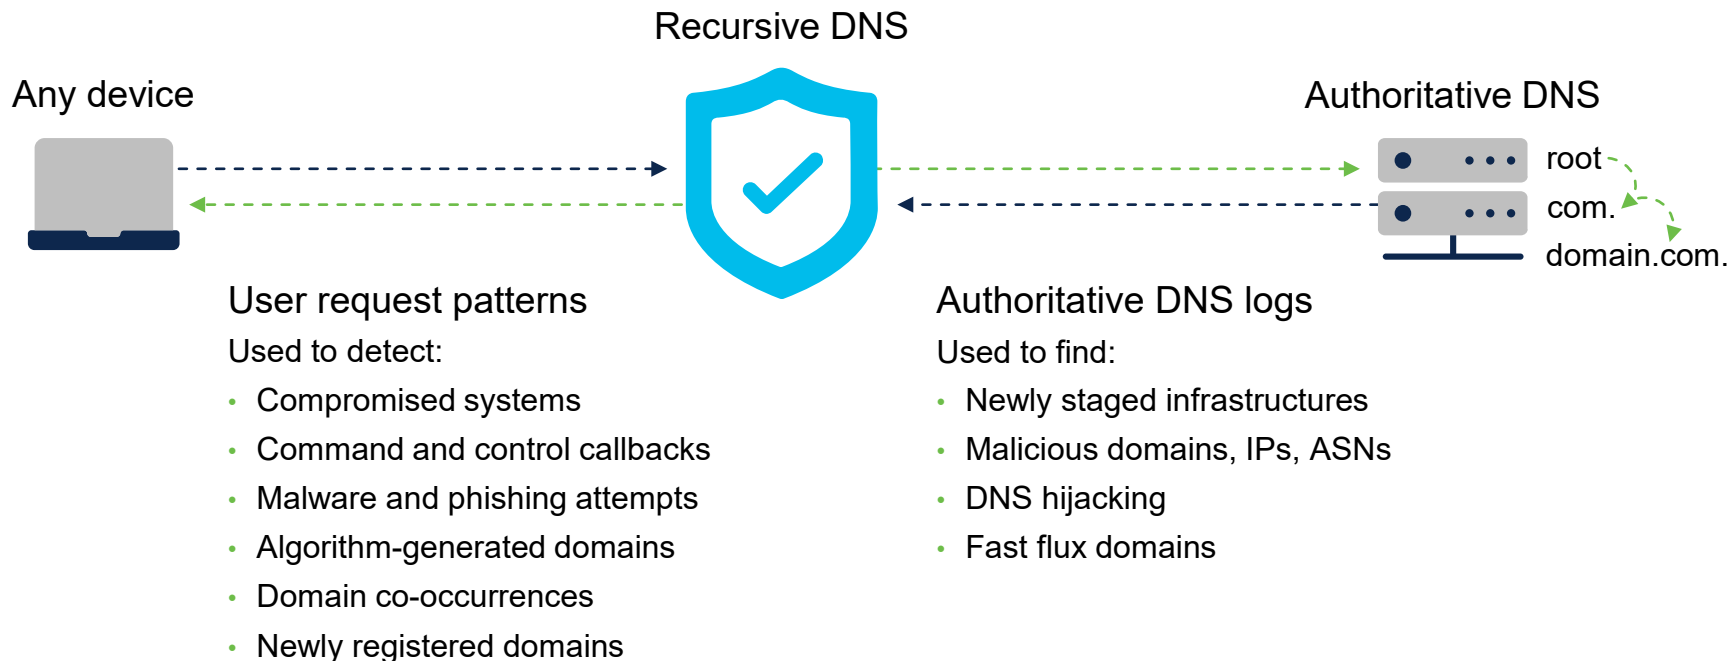 Recursive DNS
Any device
Authoritative DNS
root
com.
domain.com.
User request patterns
Used to detect:
• Compromised systems
• Command and control callbacks
• Malware and phishing attempts
• Algorithm-generated domains
• Domain co-occurrences
• Newly registered domains
Authoritative DNS logs
Used to find:
• Newly staged infrastructures
• Malicious domains, IPs, ASNs
• DNS hijacking
• Fast flux domains